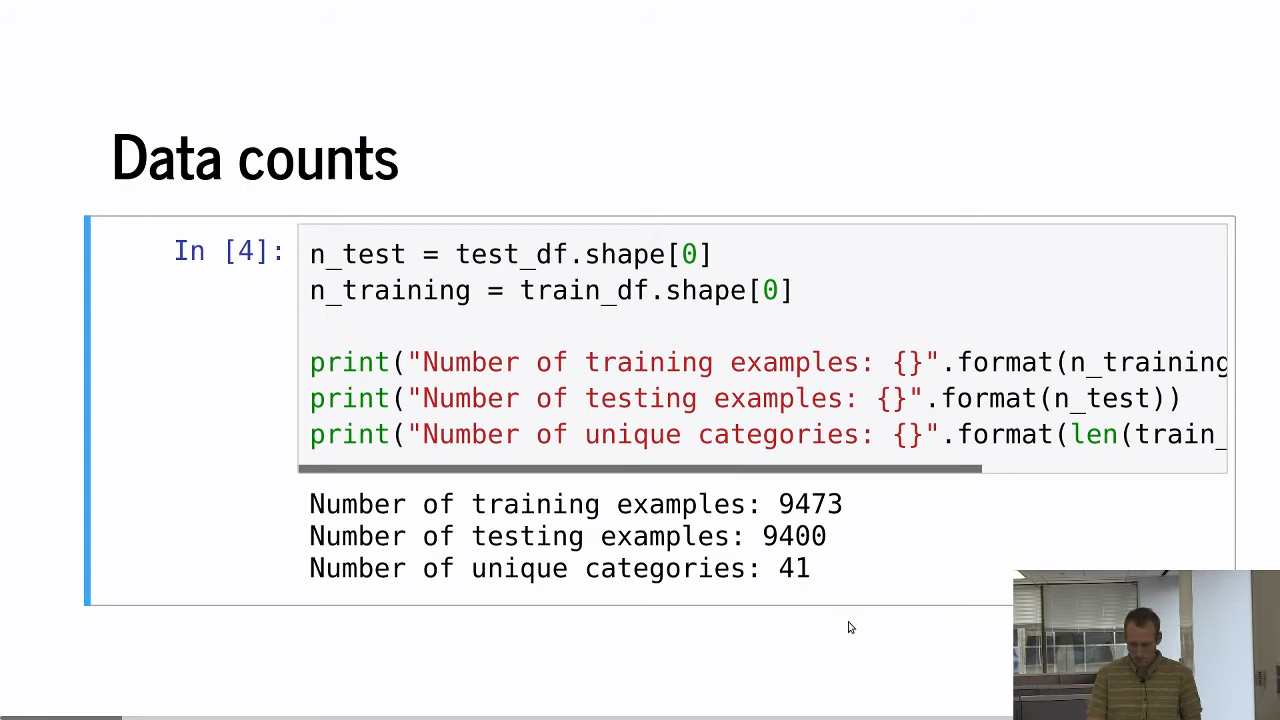 Data counts
In [4]:
n_test = test_df.shape[0]
n_training = train_df.shape[0]
print("Number of training examples: {}".format(n_training
print("Number of testing examples: {}".format(n_test))
print("Number of unique categories: {}".format(len(train_
Number of training examples: 9473
Number of testing examples: 9400
Number of unique categories: 41